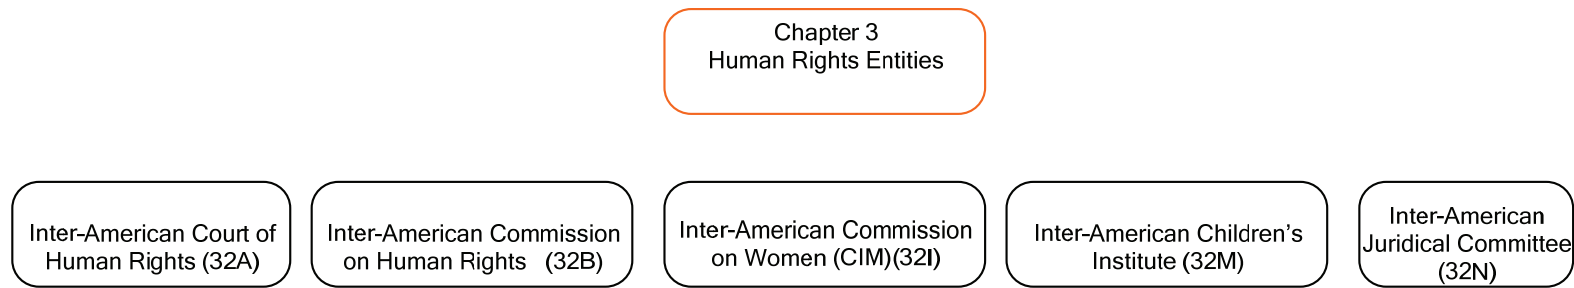 Chapter 3
Human Rights Entities
Inter-American Court of
Human Rights (32A)
Inter-American Commission
on Human Rights (32B)
Inter-American Commission
on Women (CIM)(32I)
Inter-American Children's
Institute (32M)
Inter-American
Juridical Committee
(32N)